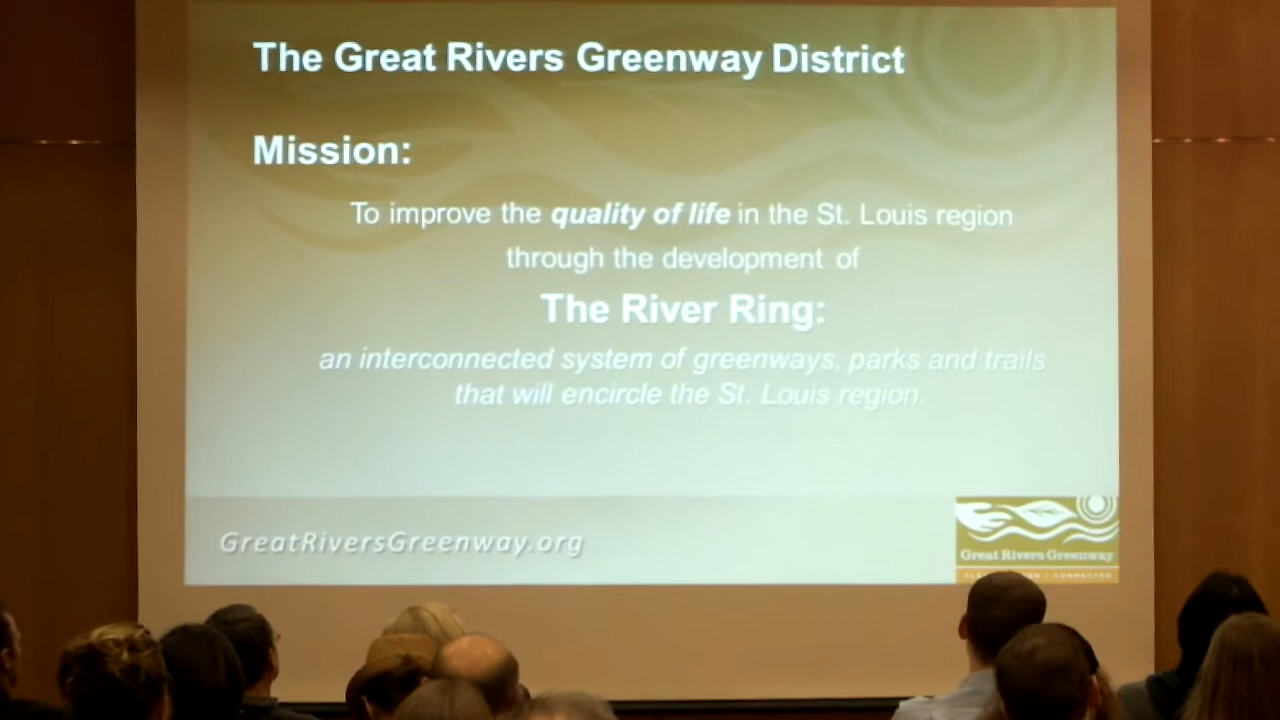 The Great Rivers Greenway District
Mission:
To improve the quality of life in the St. Louis region
through the development of
The River Ring:
an interconnected system of greenways, parks and trails
that will encircle the St. Louis region.
GreatRiversGreenway.org
Great Rivers Greenway
CONNECTED